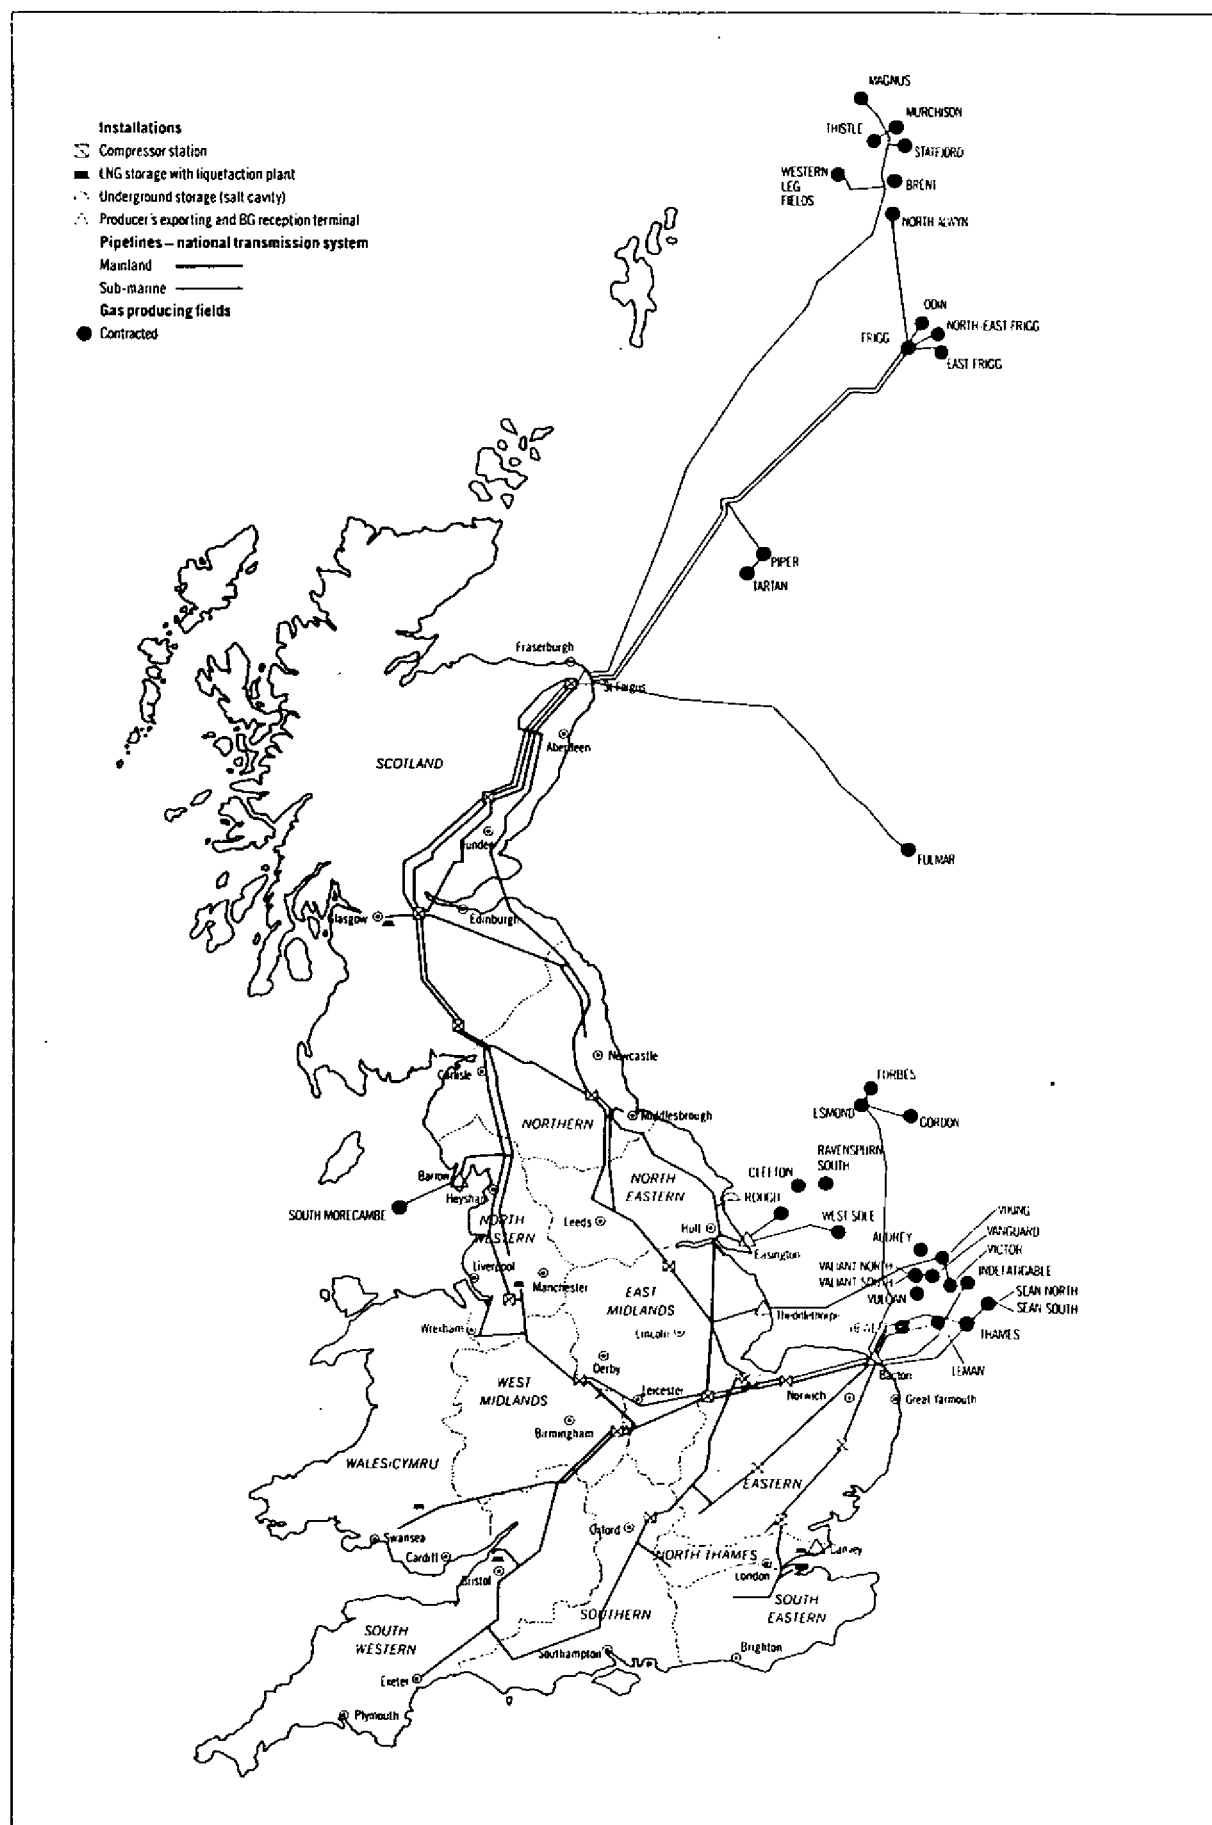 Installations
Compressor station
LNG storage with liquefaction plant
Underground storage (salt cavity)
Producer's exporting and BG reception terminal
Pipelines – national transmission system
Mainland
Sub-marine
Gas producing fields
Contracted
MAGNUS
MURCHISON
THISTLE
STATFJORD
WESTERN
LEG
FIELDS
BRENT
NORTH ALWYN
ODIN
NORTH-EAST FRIGG
FRIGG
EAST FRIGG
PIPER
TARTAN
Fraserburgh
St Fergus
Aberdeen
SCOTLAND
Dundee
FULMAR
Glasgow
Edinburgh
Newcastle
Carlisle
FORBES
ESMOND
GORDON
Middlesbrough
NORTHERN
RAVENSPURN
SOUTH
CLEETON
ROUGH
Barrow
Heysham
NORTH
EASTERN
SOUTH MORECAMBE
NORTH
WESTERN
Leeds
Hull
WEST SOLE
Easington
VIKING
VANGUARD
AUDREY
VICTOR
VALIANT NORTH
VALIANT SOUTH
INDEFATIGABLE
VULCAN
SEAN NORTH
SEAN SOUTH
Liverpool
Manchester
EAST
MIDLANDS
Theddlethorpe
HEWETT
THAMES
Wrexham
Lincoln
LEMAN
Derby
Bacton
WEST
MIDLANDS
Leicester
Norwich
Great Yarmouth
Birmingham
WALES/CYMRU
EASTERN
Swansea
Cardiff
Oxford
NORTH THAMES
Canvey
London
Bristol
SOUTH
EASTERN
SOUTHERN
SOUTH
WESTERN
Southampton
Brighton
Exeter
Plymouth